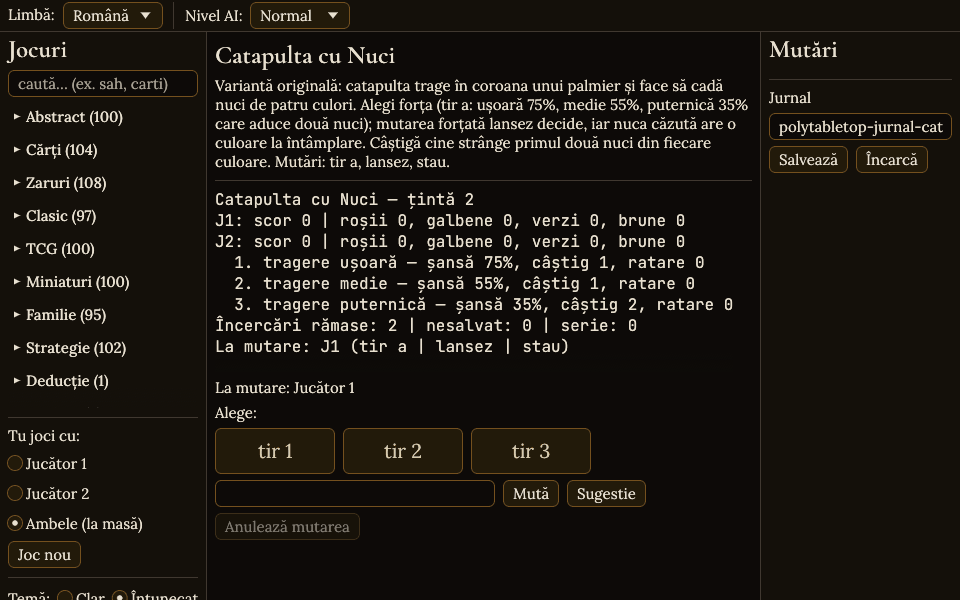 Limbă: Română ▼ Nivel AI: Normal ▼
Jocuri
caută... (ex. sah, carti)
▸ Abstract (100)
▸ Cărți (104)
▸ Zaruri (108)
▸ Clasic (97)
▸ TCG (100)
▸ Miniaturi (100)
▸ Familie (95)
▸ Strategie (102)
▸ Deducție (1)
Tu joci cu:
Jucător 1
Jucător 2
Ambele (la masă)
Joc nou
Temă: Clar Întunecat
Catapulta cu Nuci
Variantă originală: catapulta trage în coroana unui palmier și face să cadă
nuci de patru culori. Alegi forța (tir a: ușoară 75%, medie 55%, puternică 35%
care aduce două nuci); mutarea forțată lansez decide, iar nuca căzută are o
culoare la întâmplare. Câștigă cine strânge primul două nuci din fiecare
culoare. Mutări: tir a, lansez, stau.
Catapulta cu Nuci — țintă 2
J1: scor 0 | roșii 0, galbene 0, verzi 0, brune 0
J2: scor 0 | roșii 0, galbene 0, verzi 0, brune 0
1. tragere ușoară — șansă 75%, câștig 1, ratare 0
2. tragere medie — șansă 55%, câștig 1, ratare 0
3. tragere puternică — șansă 35%, câștig 2, ratare 0
Încercări rămase: 2 | nesalvat: 0 | serie: 0
La mutare: J1 (tir a | lansez | stau)
La mutare: Jucător 1
Alege:
tir 1 tir 2 tir 3
Mută Sugestie
Anulează mutarea
Mutări
Jurnal
polytabletop-jurnal-cat
Salvează Încarcă